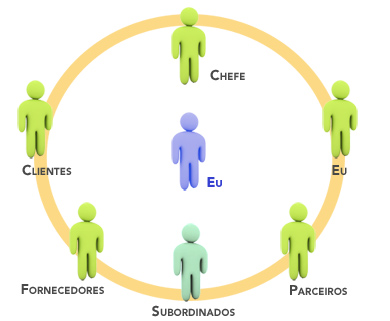 Chefe
Clientes
Eu
Eu
Fornecedores
Parceiros
Subordinados